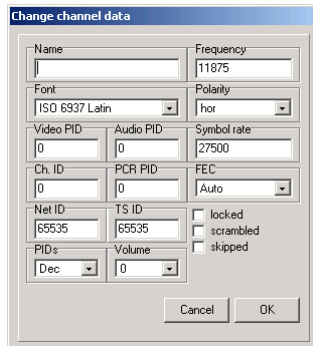 Change channel data
Name
Frequency
11875
Font
Polarity
ISO 6937 Latin
hor
Video PID
Audio PID
Symbol rate
0
0
27500
Ch. ID
PCR PID
FEC
0
0
Auto
Net ID
TS ID
locked
65535
65535
scrambled
PIDs
Volume
skipped
Dec
0
Cancel
OK